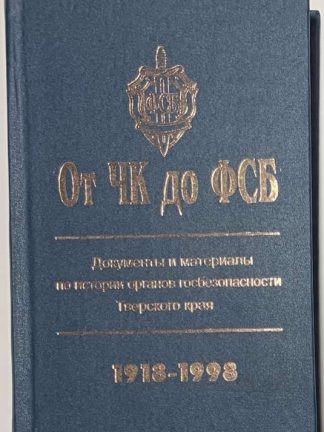 ФСБ
От ЧК до ФСБ
Документы и материалы
по истории органов госбезопасности
Тверского края
1918-1998